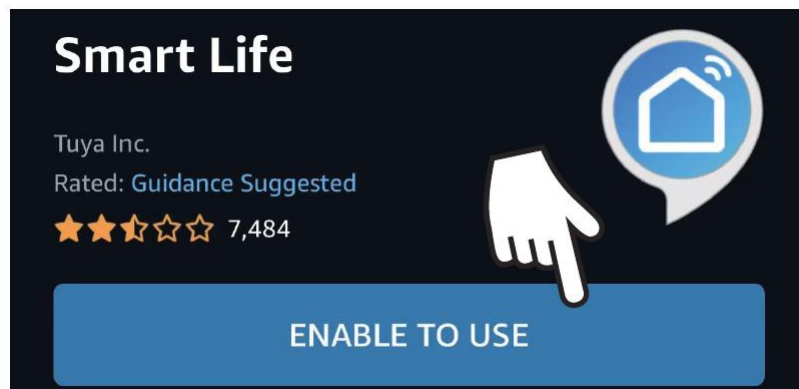 Smart Life
Tuya Inc.
Rated: Guidance Suggested
7,484
ENABLE TO USE